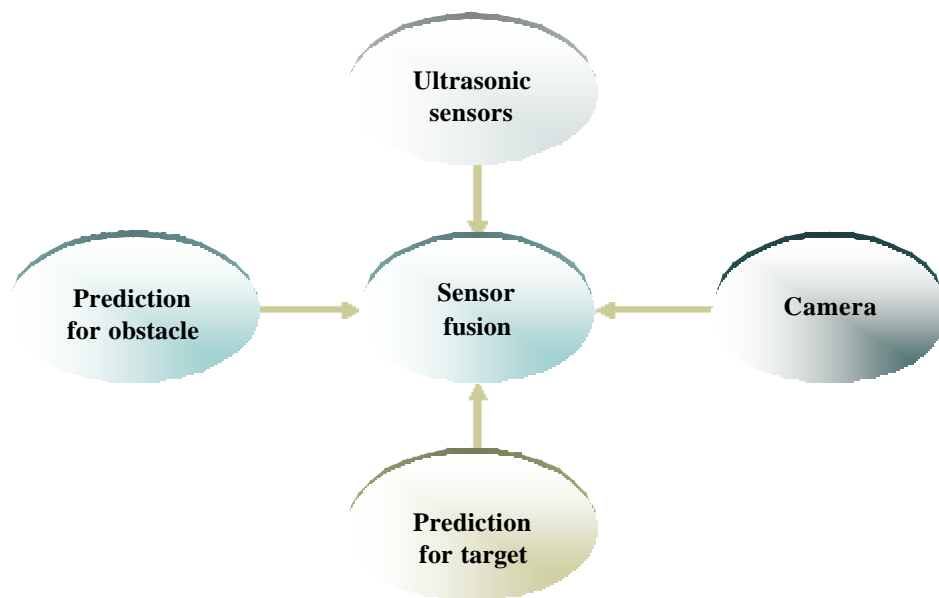 Ultrasonic
sensors
Prediction
for obstacle
Sensor
fusion
Camera
Prediction
for target